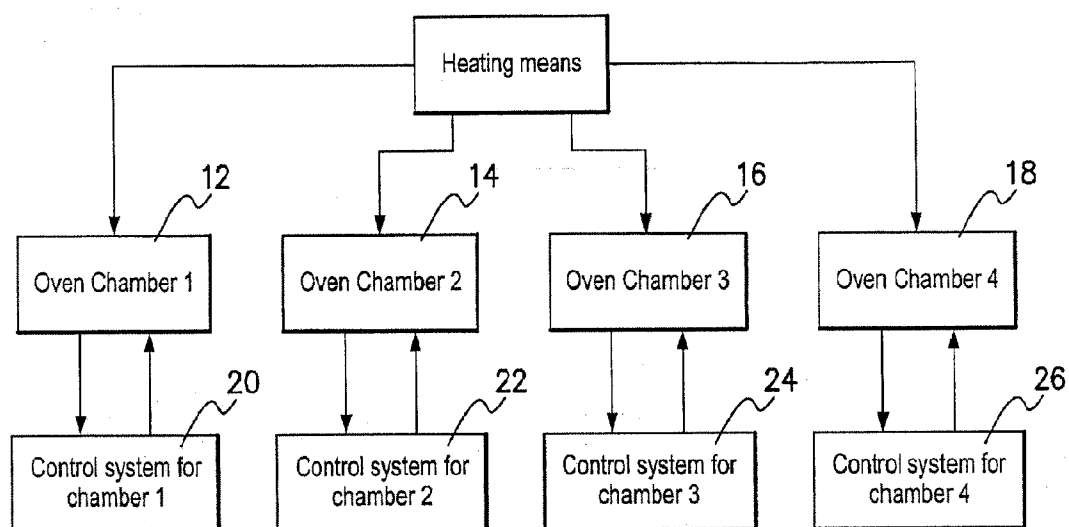 Heating means
12
14
16
18
Oven Chamber 1
Oven Chamber 2
Oven Chamber 3
Oven Chamber 4
20
22
24
26
Control system for
chamber 1
Control system for
chamber 2
Control system for
chamber 3
Control system for
chamber 4